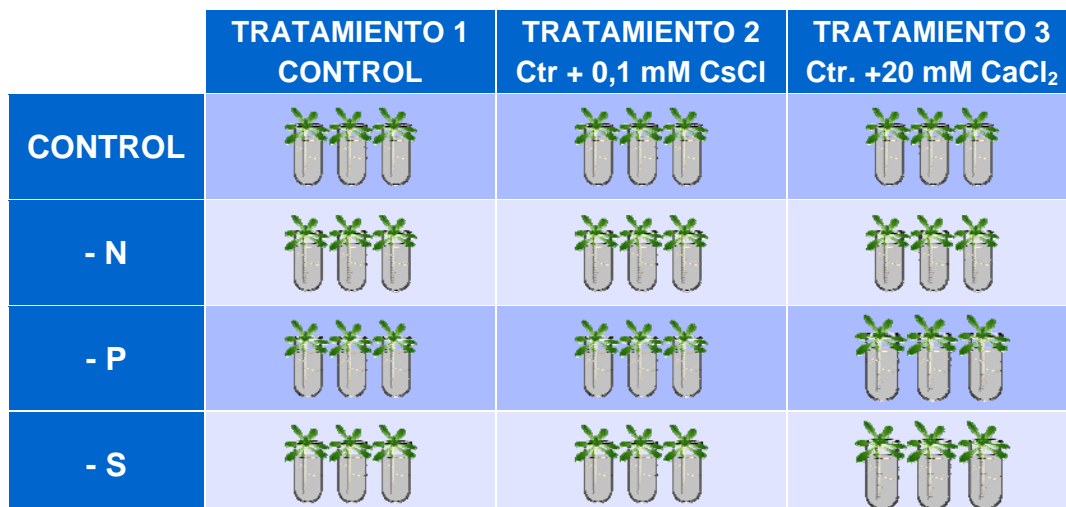 TRATAMIENTO 1
CONTROL
TRATAMIENTO 2
Ctr + 0,1 mM CsCl
TRATAMIENTO 3
Ctr. +20 mM CaCl₂
CONTROL
- N
- P
- S